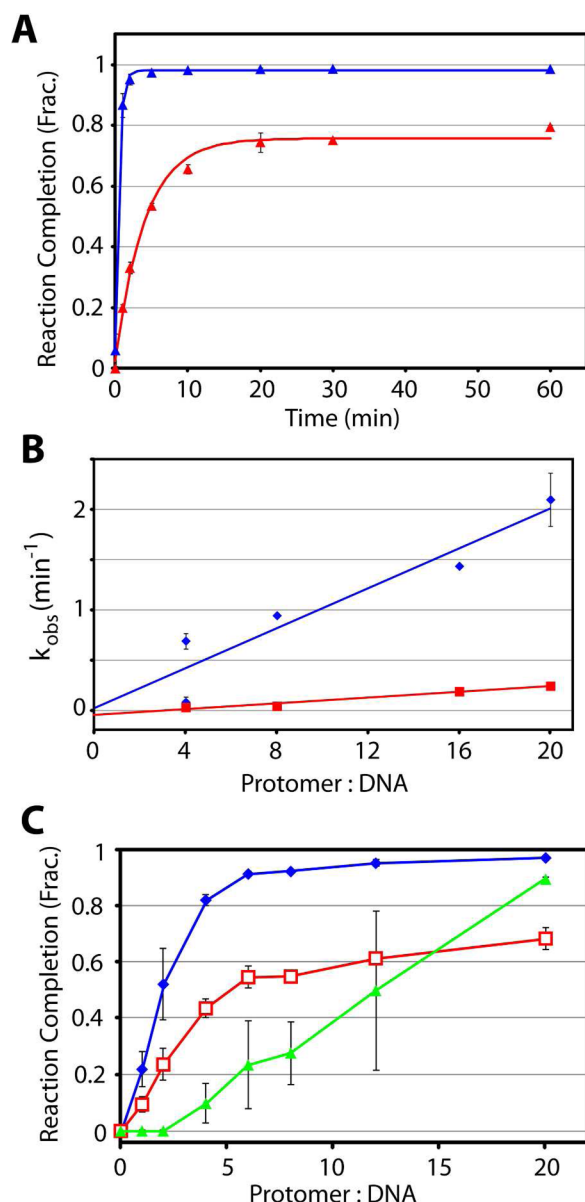 A
Reaction Completion (Frac.)
1
0.8
0.6
0.4
0.2
0
0 10 20 30 40 50 60
Time (min)
B
kobs (min-1)
2
1
0
0 4 8 12 16 20
Protomer : DNA
C
Reaction Completion (Frac.)
1
0.8
0.6
0.4
0.2
0
0 5 10 15 20
Protomer : DNA